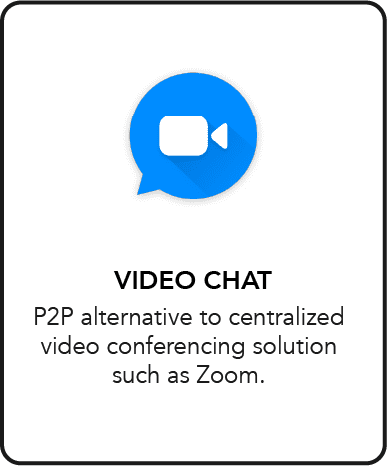 VIDEO CHAT
P2P alternative to centralized
video conferencing solution
such as Zoom.